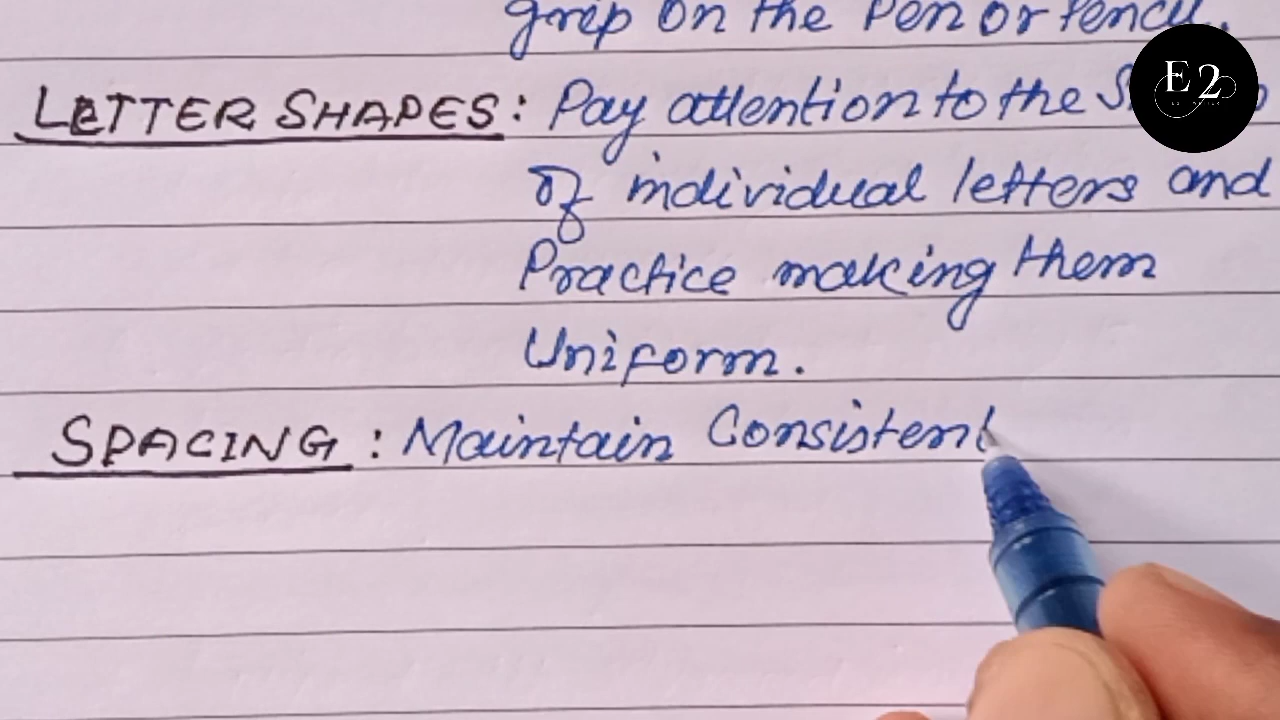 grip on the Pen or Pencil.
LETTER SHAPES: Pay attention to the
of individual letters and
Practice making them
Uniform.
SPACING: Maintain Consistent
E2